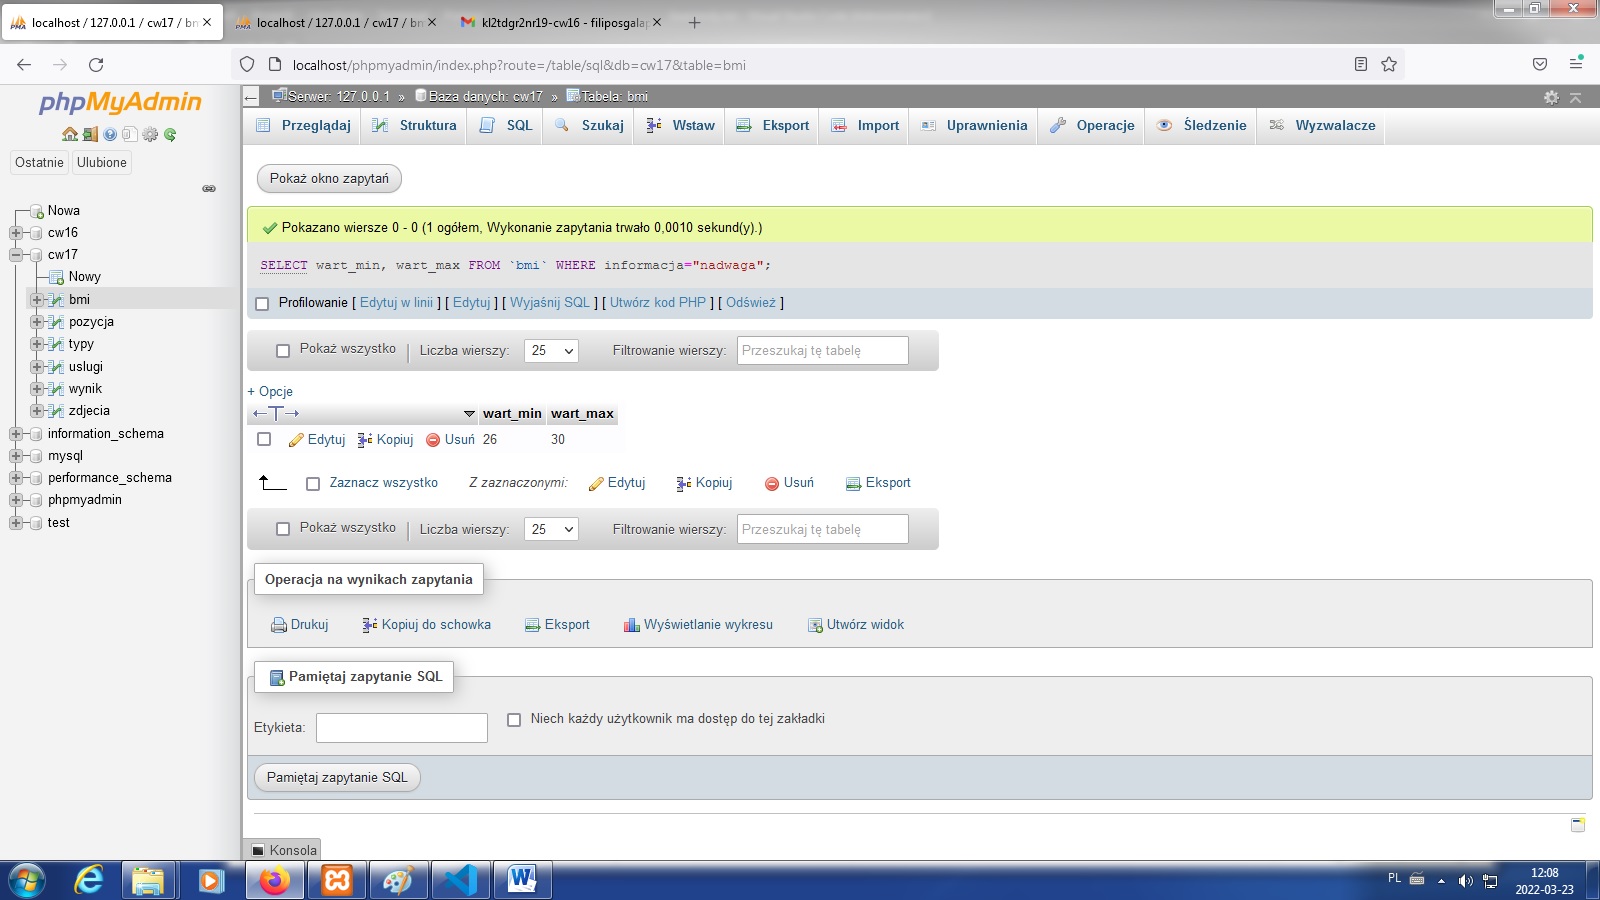 localhost / 127.0.0.1 / cw17 / bm
localhost / 127.0.0.1 / cw17 / bm
kl2tdgr2nr19-cw16 - filiposgalap
localhost/phpmyadmin/index.php?route=/table/sql&db=cw17&table=bmi
phpMyAdmin
Ostatnie Ulubione
Nowa
cw16
cw17
Nowy
bmi
pozycja
typy
uslugi
wynik
zdjecia
information_schema
mysql
performance_schema
phpmyadmin
test
Serwer: 127.0.0.1 » Baza danych: cw17 » Tabela: bmi
Przeglądaj Struktura SQL Szukaj Wstaw Eksport Import Uprawnienia Operacje Śledzenie Wyzwalacze
Pokaż okno zapytań
Pokazano wiersze 0 - 0 (1 ogółem, Wykonanie zapytania trwało 0,0010 sekund(y).)
SELECT wart_min, wart_max FROM `bmi` WHERE informacja="nadwaga";
Profilowanie [ Edytuj w linii ] [ Edytuj ] [ Wyjaśnij SQL ] [ Utwórz kod PHP ] [ Odśwież ]
Pokaż wszystko Liczba wierszy: 25 Filtrowanie wierszy: Przeszukaj tę tabelę
+ Opcje
←T→ wart_min wart_max
Edytuj Kopiuj Usuń 26 30
Zaznacz wszystko Z zaznaczonymi: Edytuj Kopiuj Usuń Eksport
Pokaż wszystko Liczba wierszy: 25 Filtrowanie wierszy: Przeszukaj tę tabelę
Operacja na wynikach zapytania
Drukuj Kopiuj do schowka Eksport Wyświetlanie wykresu Utwórz widok
Pamiętaj zapytanie SQL
Etykieta: Niech każdy użytkownik ma dostęp do tej zakładki
Pamiętaj zapytanie SQL
Konsola
PL 12:08
2022-03-23